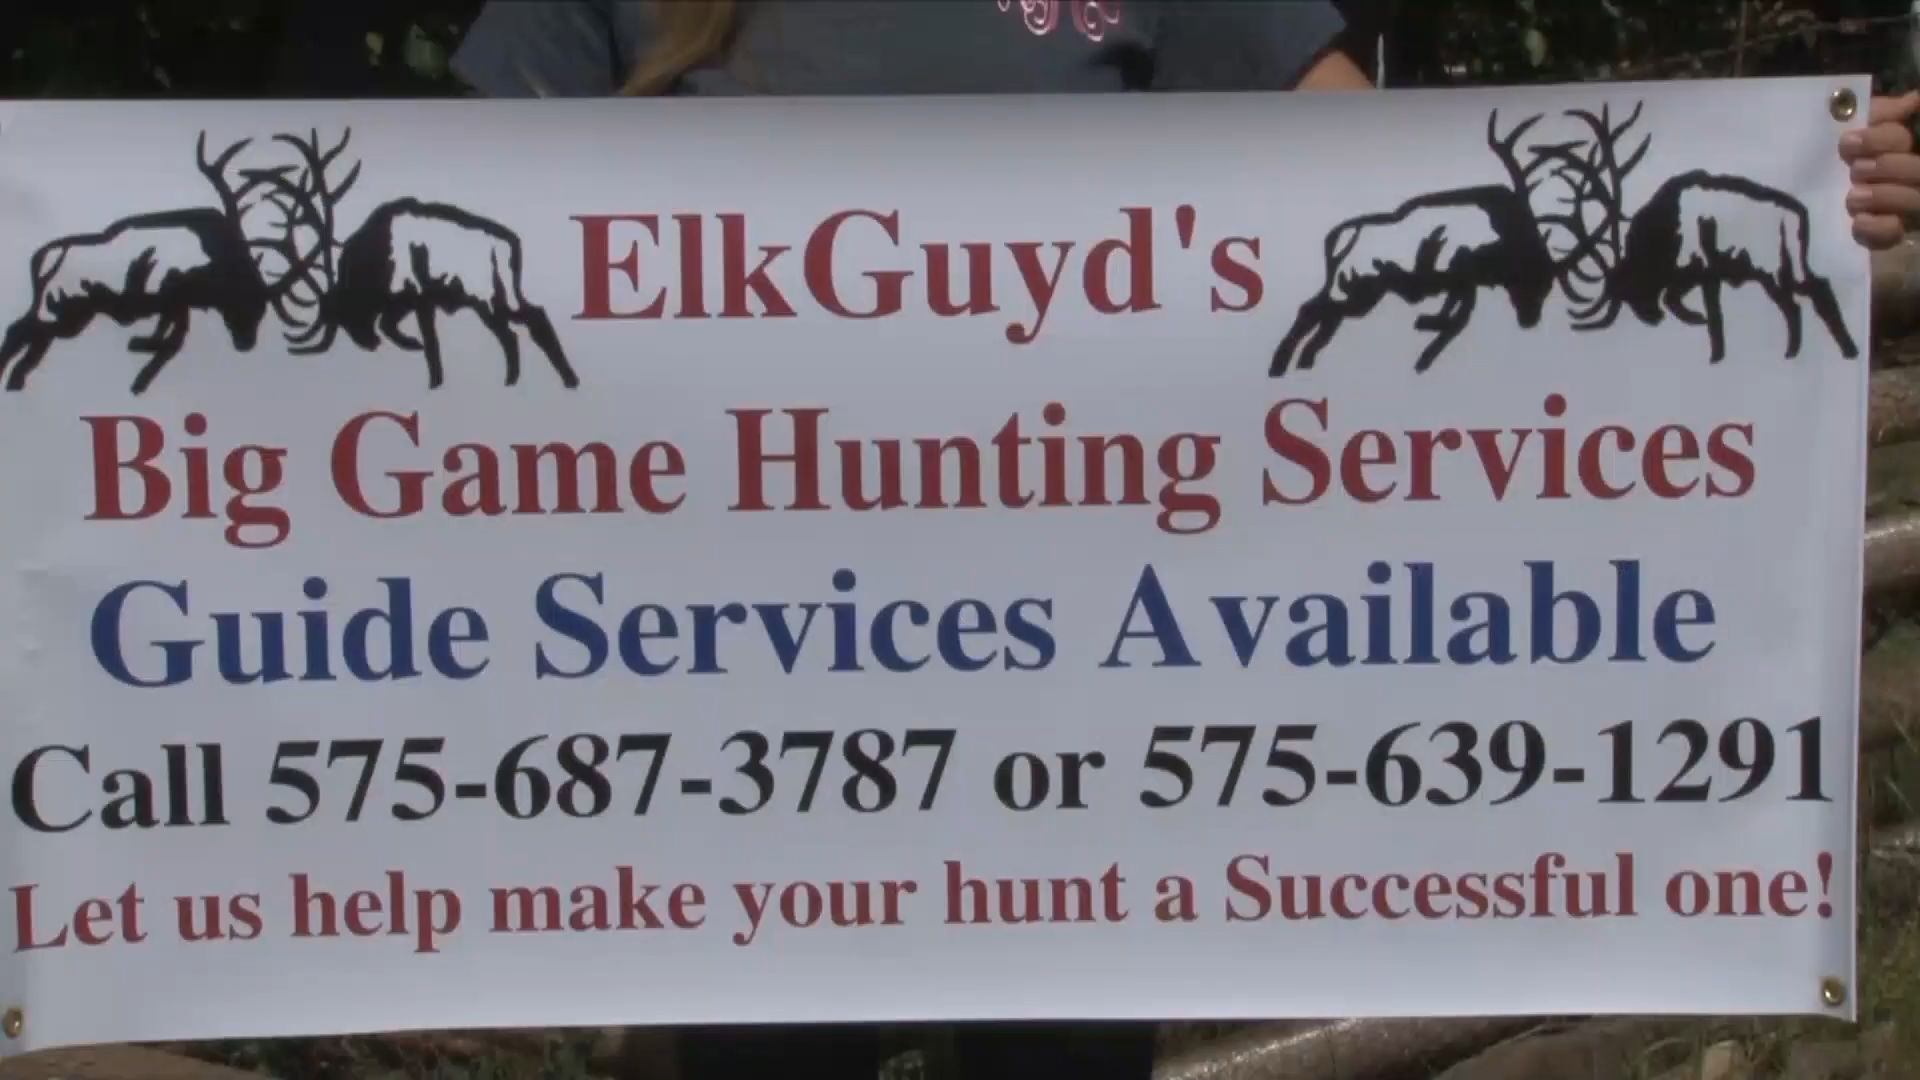 ElkGuyd's
Big Game Hunting Services
Guide Services Available
Call 575-687-3787 or 575-639-1291
Let us help make your hunt a Successful one!